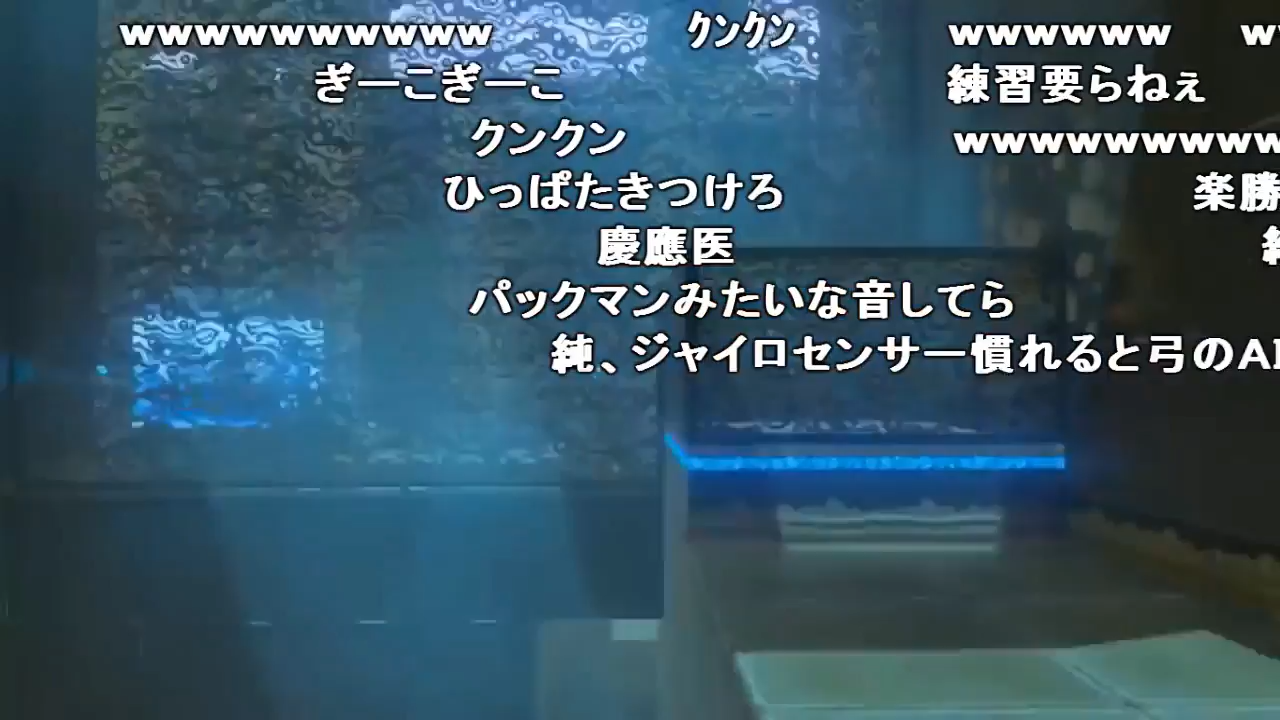 wwwwwwwwwww ｸﾝｸﾝ wwwwww w
ぎーこぎーこ 練習要らねぇ
クンクン wwwwwwwwww
ひっぱたきつけろ 楽勝
慶應医
パックマンみたいな音してら
純、ジャイロセンサー慣れると弓のAI